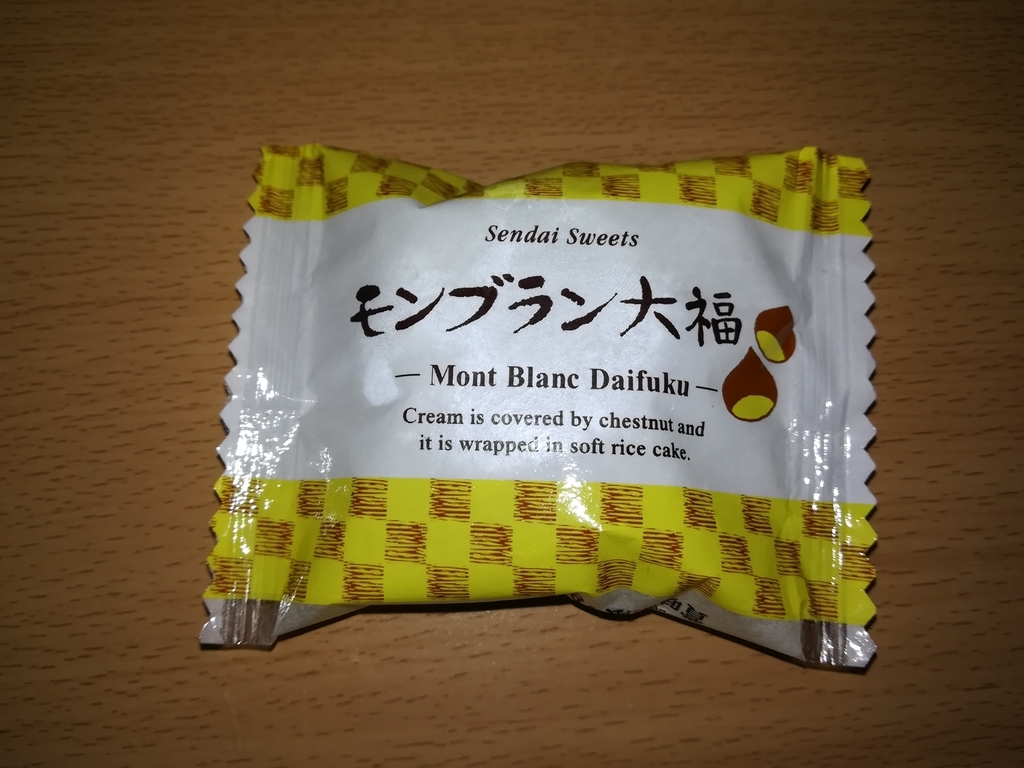 Sendai Sweets
モンブラン大福
— Mont Blanc Daifuku —
Cream is covered by chestnut and
it is wrapped in soft rice cake.